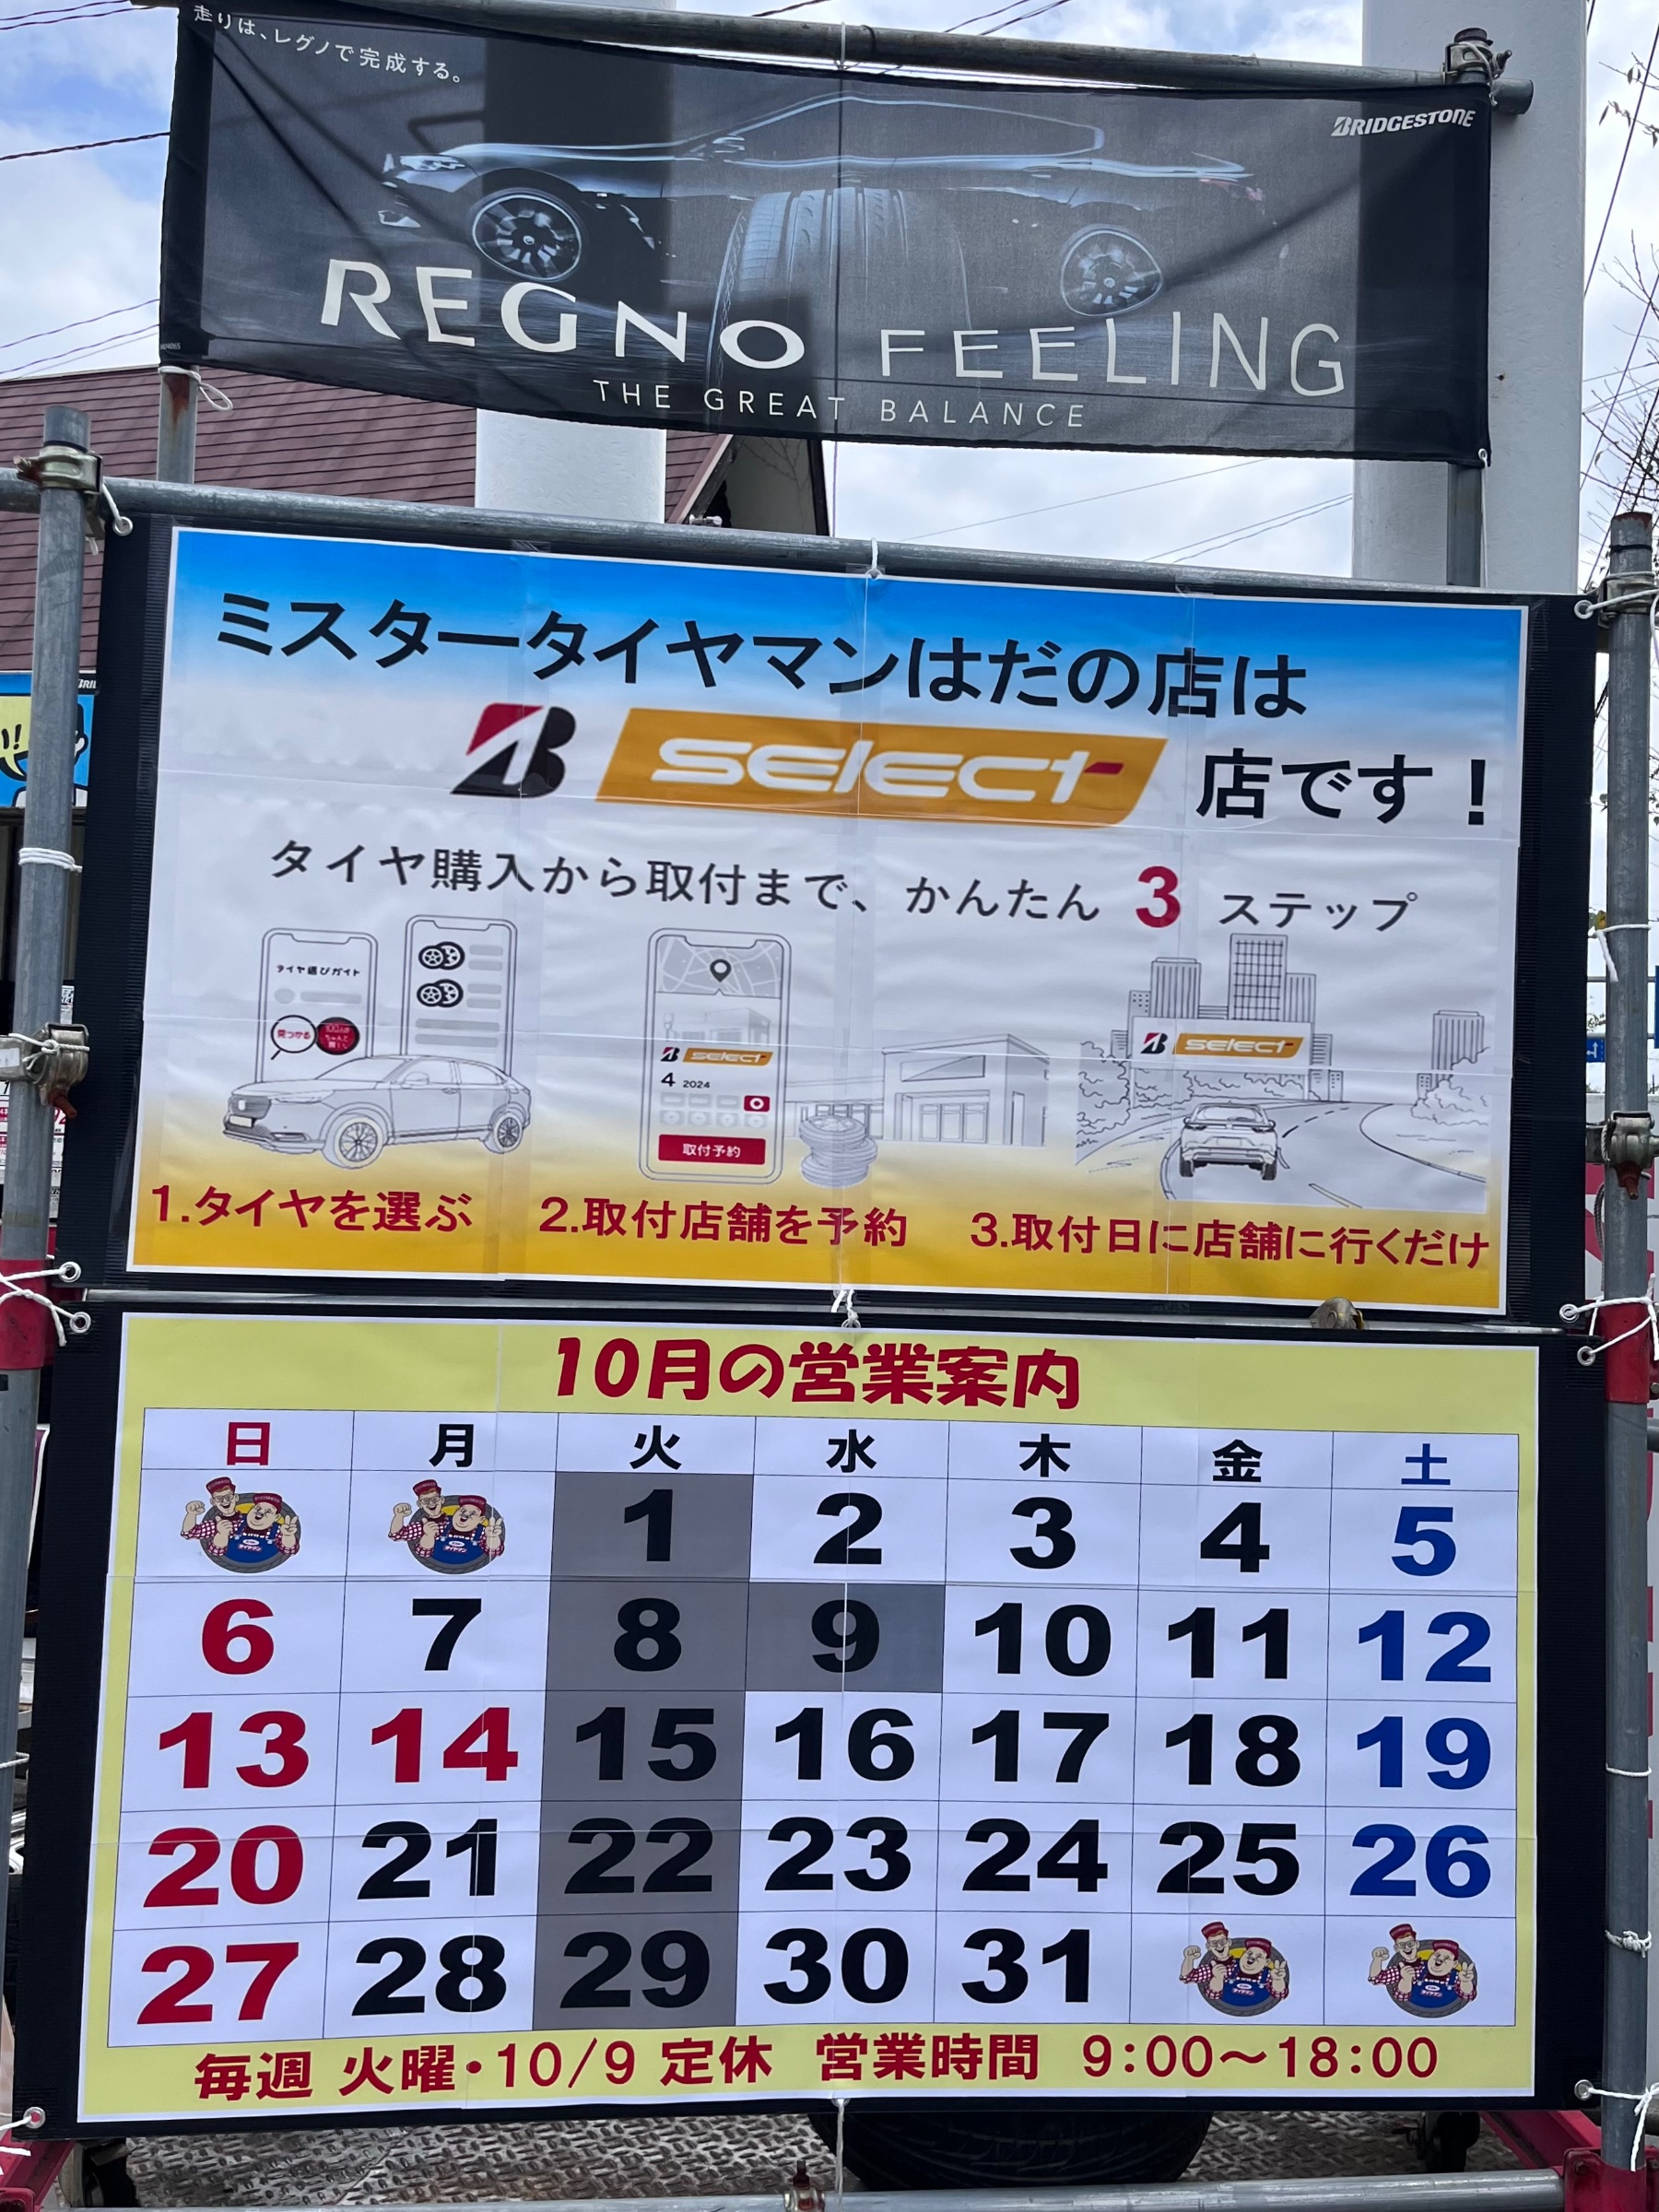 走りは、レグノで完成する。
BRIDGESTONE
REGNO FEELING
THE GREAT BALANCE
ミスタータイヤマンはだの店は
B select 店です!
タイヤ購入から取付まで、かんたん 3 ステップ
タイヤ選びガイド
見つかる
B select
4 2024
取付予約
B select
1.タイヤを選ぶ 2.取付店舗を予約 3.取付日に店舗に行くだけ
10月の営業案内
日 月 火 水 木 金 土
1 2 3 4 5
6 7 8 9 10 11 12
13 14 15 16 17 18 19
20 21 22 23 24 25 26
27 28 29 30 31
毎週 火曜・10/9 定休 営業時間 9:00~18:00